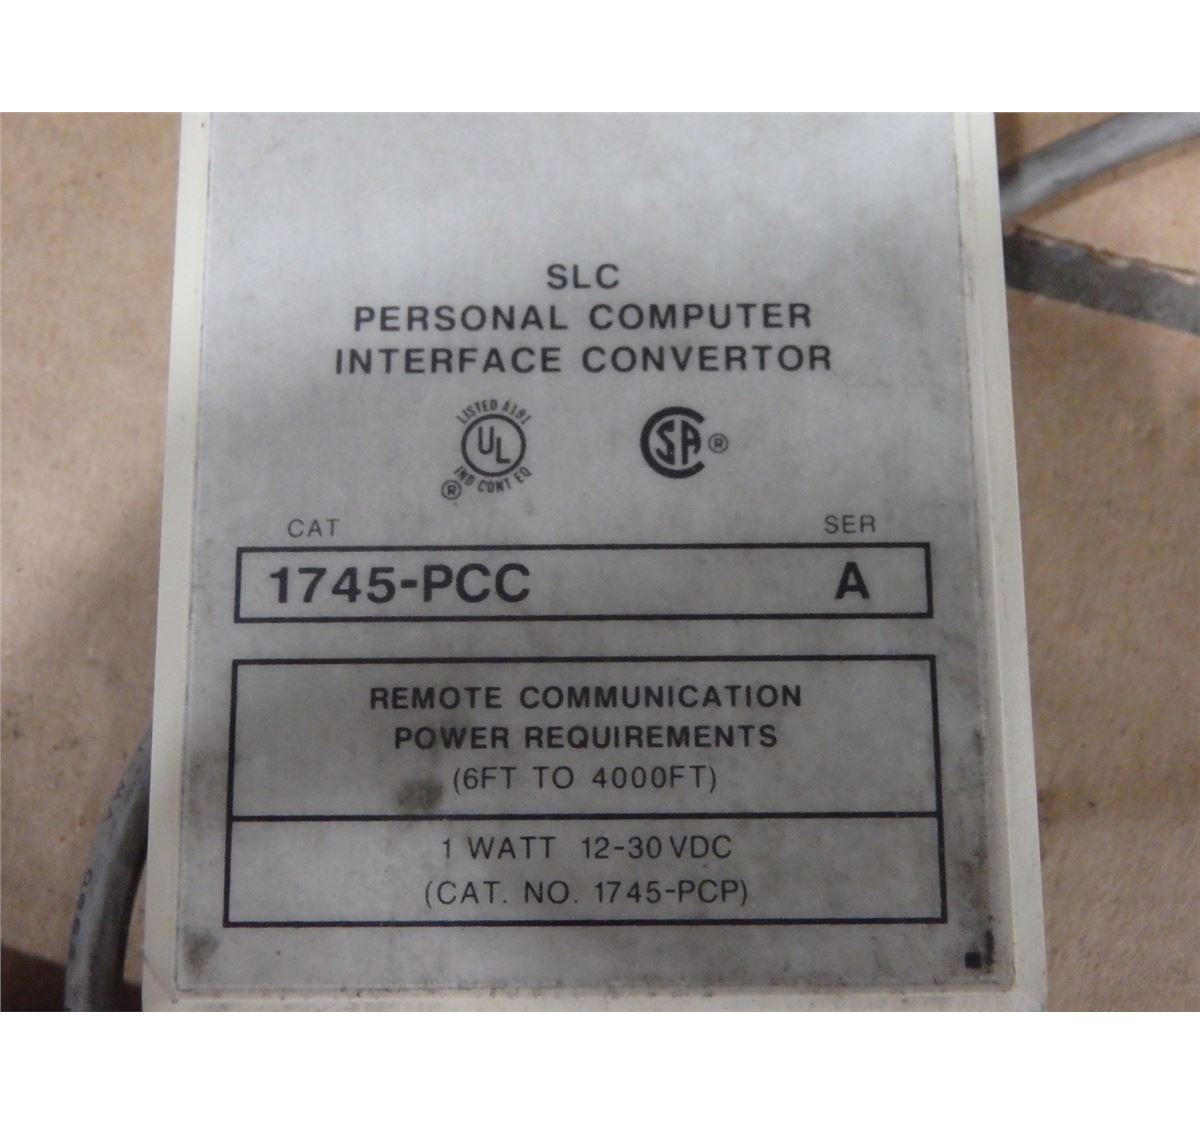 SLC
PERSONAL COMPUTER
INTERFACE CONVERTOR
LISTED A191
UL
IND CONT EQ
®
SA ®
CAT SER
1745-PCC A
REMOTE COMMUNICATION
POWER REQUIREMENTS
(6FT TO 4000FT)
1 WATT 12-30 VDC
(CAT. NO. 1745-PCP)